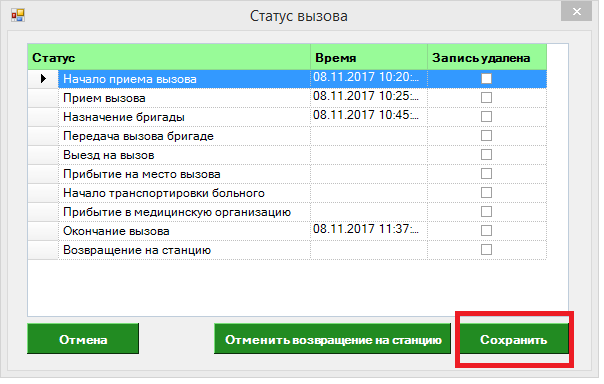 Статус вызова
Статус Время Запись удалена
Начало приема вызова 08.11.2017 10:20:...
Прием вызова 08.11.2017 10:25:...
Назначение бригады 08.11.2017 10:45:...
Передача вызова бригаде
Выезд на вызов
Прибытие на место вызова
Начало транспортировки больного
Прибытие в медицинскую организацию
Окончание вызова 08.11.2017 11:37:...
Возвращение на станцию
Отмена Отменить возвращение на станцию Сохранить